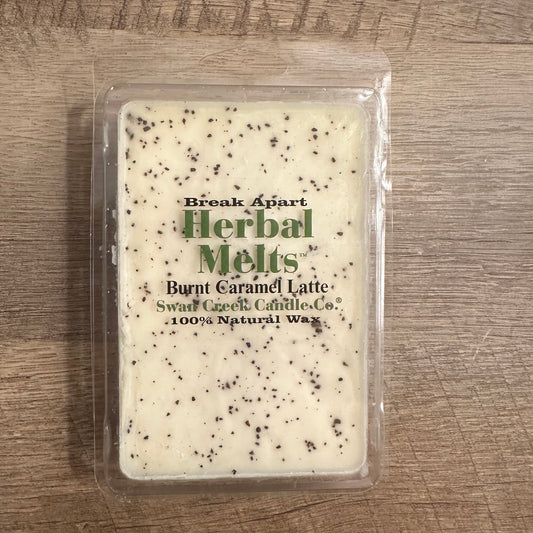 Break Apart
Herbal
Melts™
Burnt Caramel Latte
Swan Creek Candle Co.®
100% Natural Wax